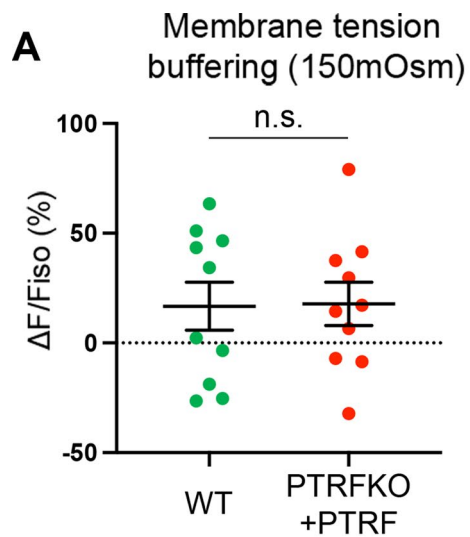 A
Membrane tension
buffering (150mOsm)
n.s.
100
50
0
-50
ΔF/Fiso (%)
WT
PTRFKO
+PTRF